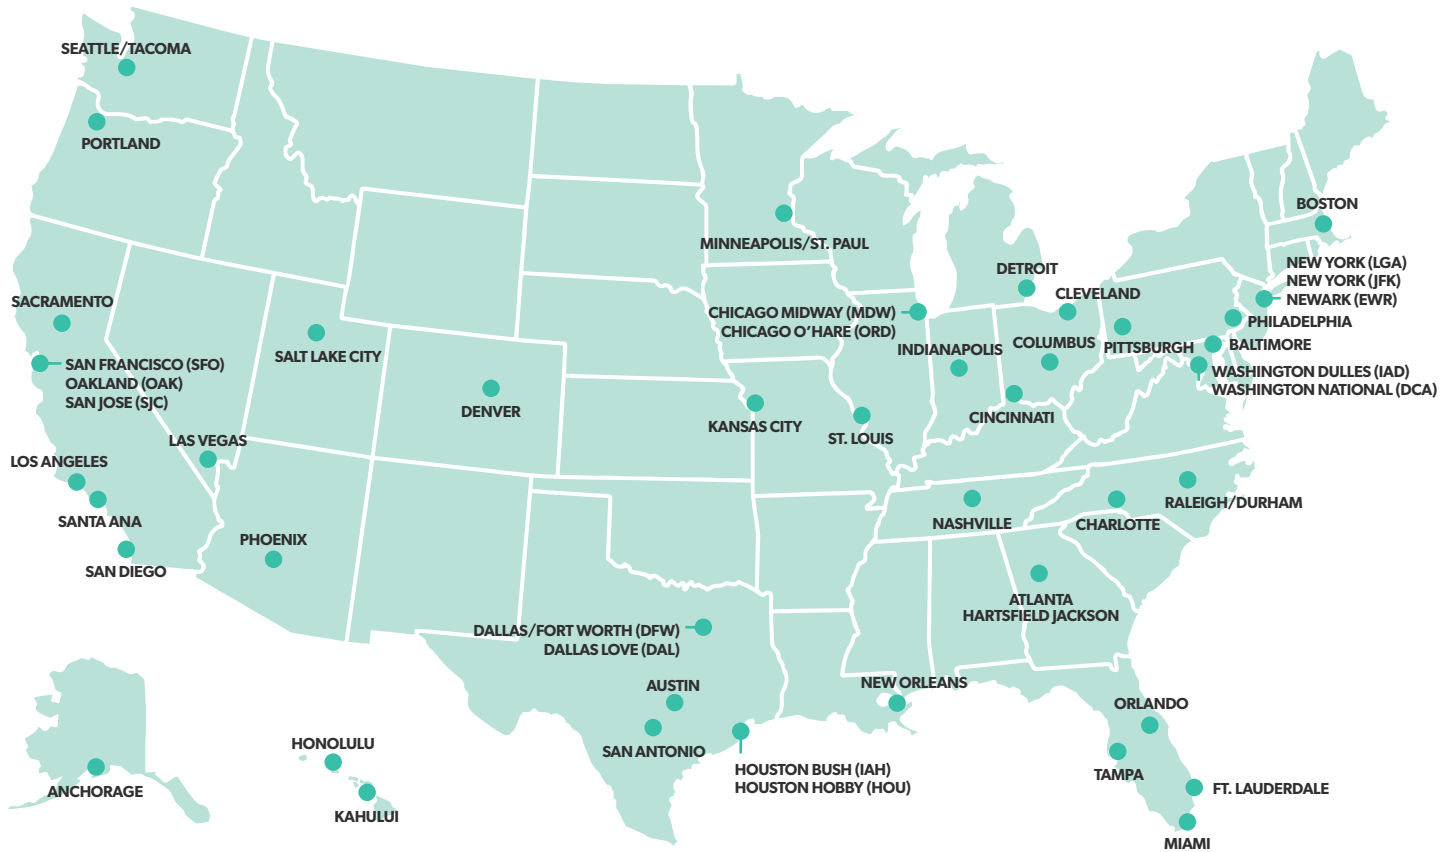 SEATTLE/TACOMA
PORTLAND
SACRAMENTO
SAN FRANCISCO (SFO)
OAKLAND (OAK)
SAN JOSE (SJC)
LAS VEGAS
LOS ANGELES
SANTA ANA
SAN DIEGO
PHOENIX
SALT LAKE CITY
DENVER
MINNEAPOLIS/ST. PAUL
CHICAGO MIDWAY (MDW)
CHICAGO O'HARE (ORD)
KANSAS CITY
ST. LOUIS
INDIANAPOLIS
DETROIT
CLEVELAND
COLUMBUS
CINCINNATI
PITTSBURGH
BOSTON
NEW YORK (LGA)
NEW YORK (JFK)
NEWARK (EWR)
PHILADELPHIA
BALTIMORE
WASHINGTON DULLES (IAD)
WASHINGTON NATIONAL (DCA)
NASHVILLE
CHARLOTTE
RALEIGH/DURHAM
ATLANTA
HARTSFIELD JACKSON
DALLAS/FORT WORTH (DFW)
DALLAS LOVE (DAL)
AUSTIN
SAN ANTONIO
HOUSTON BUSH (IAH)
HOUSTON HOBBY (HOU)
NEW ORLEANS
ORLANDO
TAMPA
FT. LAUDERDALE
MIAMI
ANCHORAGE
HONOLULU
KAHULUI